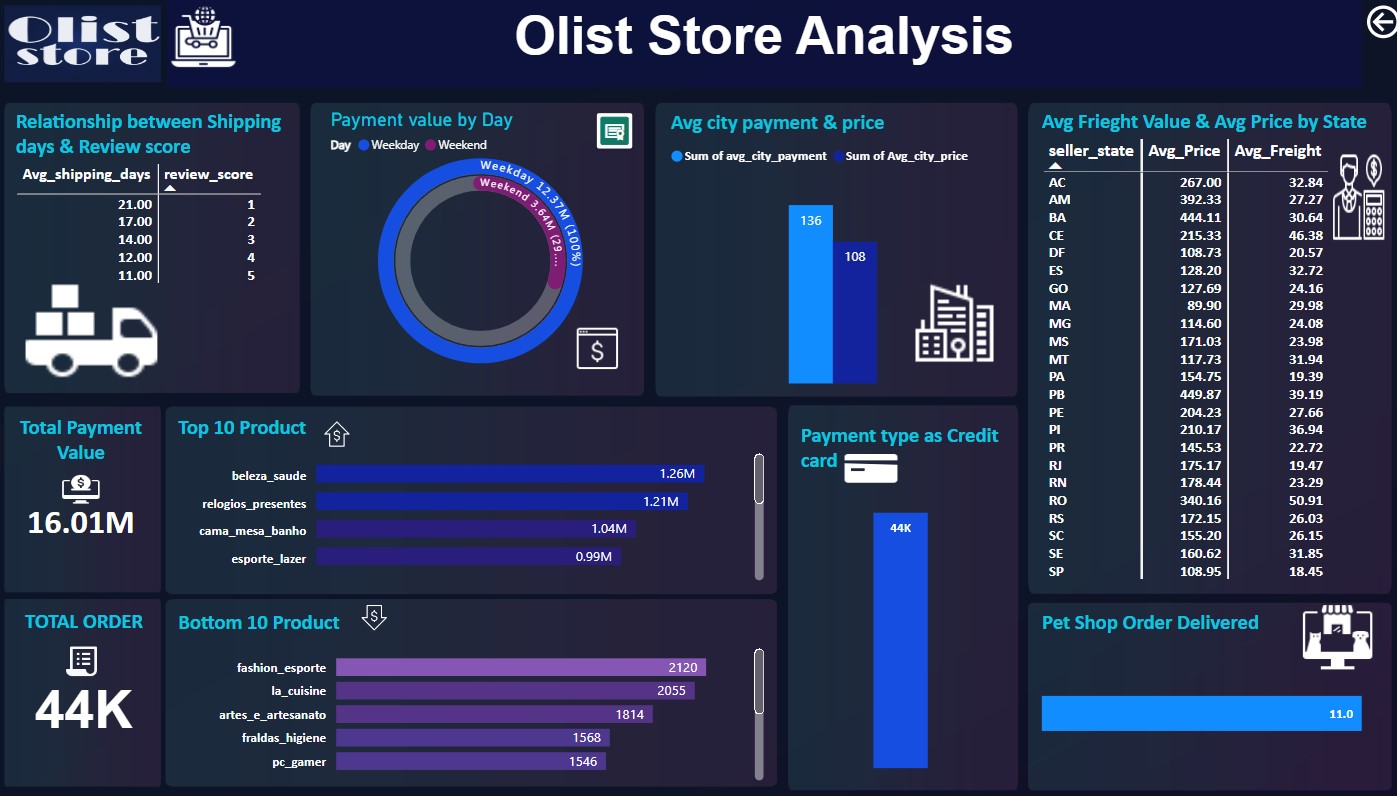 Olist
store
Olist Store Analysis
Relationship between Shipping
days & Review score
Avg_shipping_days review_score
21.00 1
17.00 2
14.00 3
12.00 4
11.00 5
Payment value by Day
Day Weekday Weekend
Weekday 12.37M (100%)
Weekend 3.64M (29....
$
Avg city payment & price
Sum of avg_city_payment Sum of Avg_city_price
136
108
Avg Frieght Value & Avg Price by State
seller_state Avg_Price Avg_Freight
AC 267.00 32.84
AM 392.33 27.27
BA 444.11 30.64
CE 215.33 46.38
DF 108.73 20.57
ES 128.20 32.72
GO 127.69 24.16
MA 89.90 29.98
MG 114.60 24.08
MS 171.03 23.98
MT 117.73 31.94
PA 154.75 19.39
PB 449.87 39.19
PE 204.23 27.66
PI 210.17 36.94
PR 145.53 22.72
RJ 175.17 19.47
RN 178.44 23.29
RO 340.16 50.91
RS 172.15 26.03
SC 155.20 26.15
SE 160.62 31.85
SP 108.95 18.45
$
Total Payment
Value
$
16.01M
Top 10 Product
$
beleza_saude 1.26M
relogios_presentes 1.21M
cama_mesa_banho 1.04M
esporte_lazer 0.99M
Payment type as Credit
card
44K
TOTAL ORDER
44K
Bottom 10 Product
$
fashion_esporte 2120
la_cuisine 2055
artes_e_artesanato 1814
fraldas_higiene 1568
pc_gamer 1546
Pet Shop Order Delivered
11.0